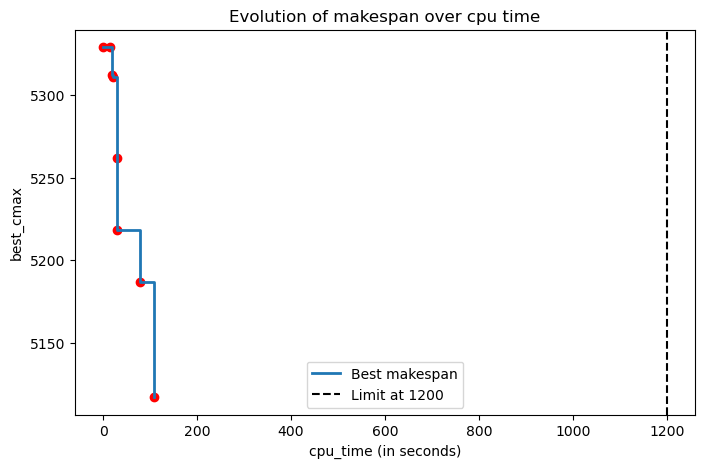 Evolution of makespan over cpu time
best_cmax
5300
5250
5200
5150
0
200
400
600
800
1000
1200
cpu_time (in seconds)
Best makespan
Limit at 1200